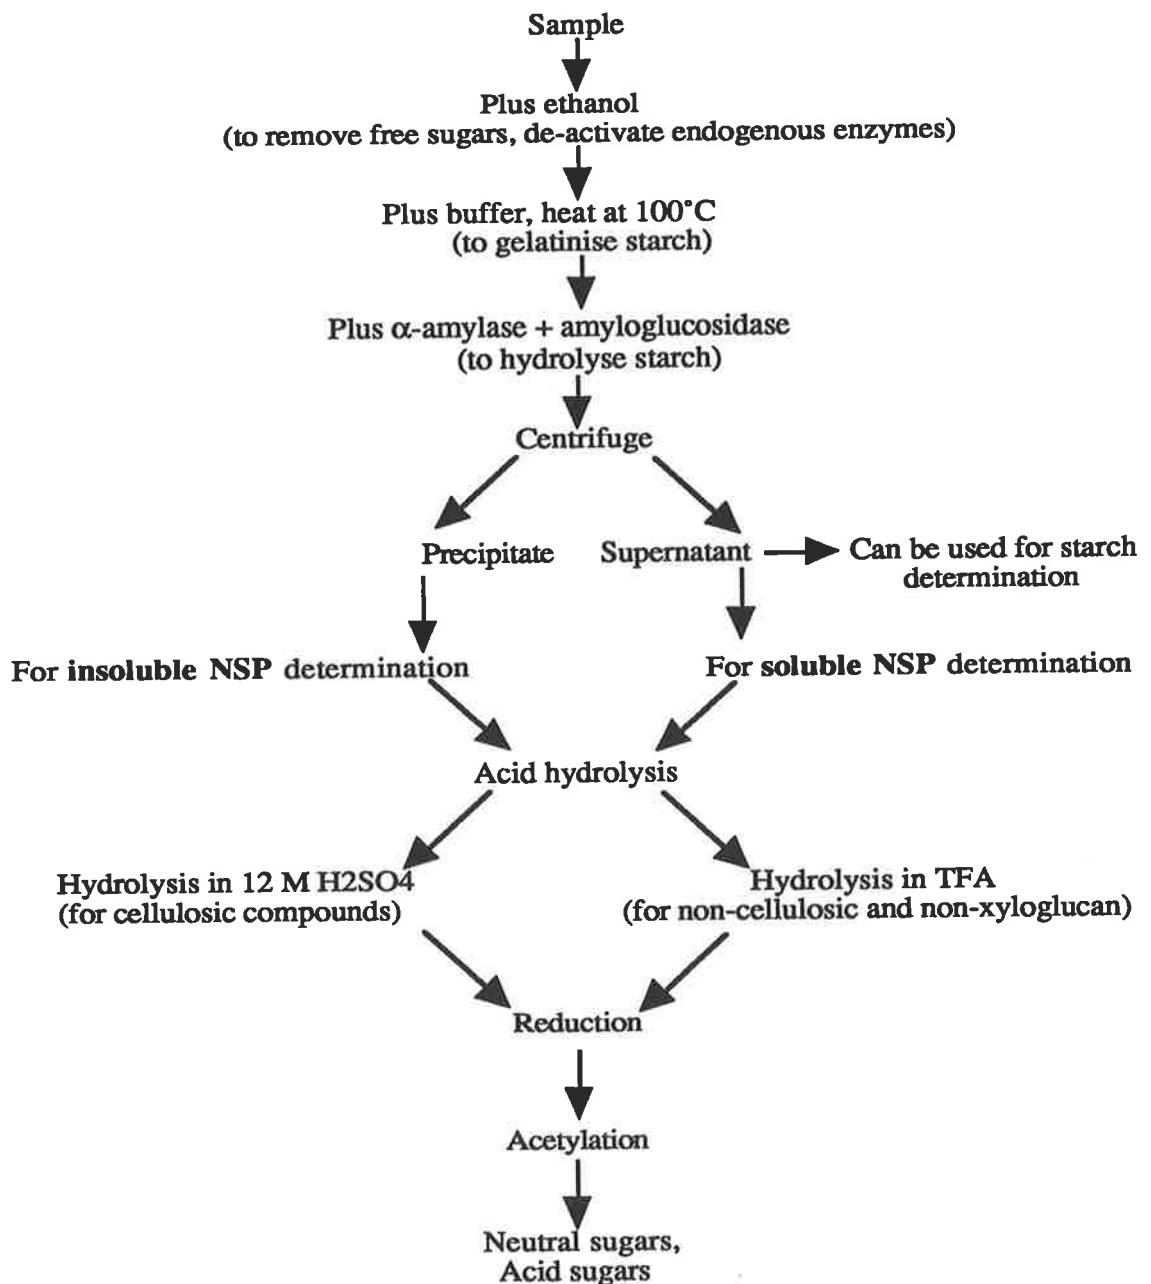 Sample
Plus ethanol
(to remove free sugars, de-activate endogenous enzymes)
Plus buffer, heat at 100°C
(to gelatinise starch)
Plus α-amylase + amyloglucosidase
(to hydrolyse starch)
Centrifuge
Precipitate
Supernatant
Can be used for starch
determination
For insoluble NSP determination
For soluble NSP determination
Acid hydrolysis
Hydrolysis in 12 M H2SO4
(for cellulosic compounds)
Hydrolysis in TFA
(for non-cellulosic and non-xyloglucan)
Reduction
Acetylation
Neutral sugars,
Acid sugars